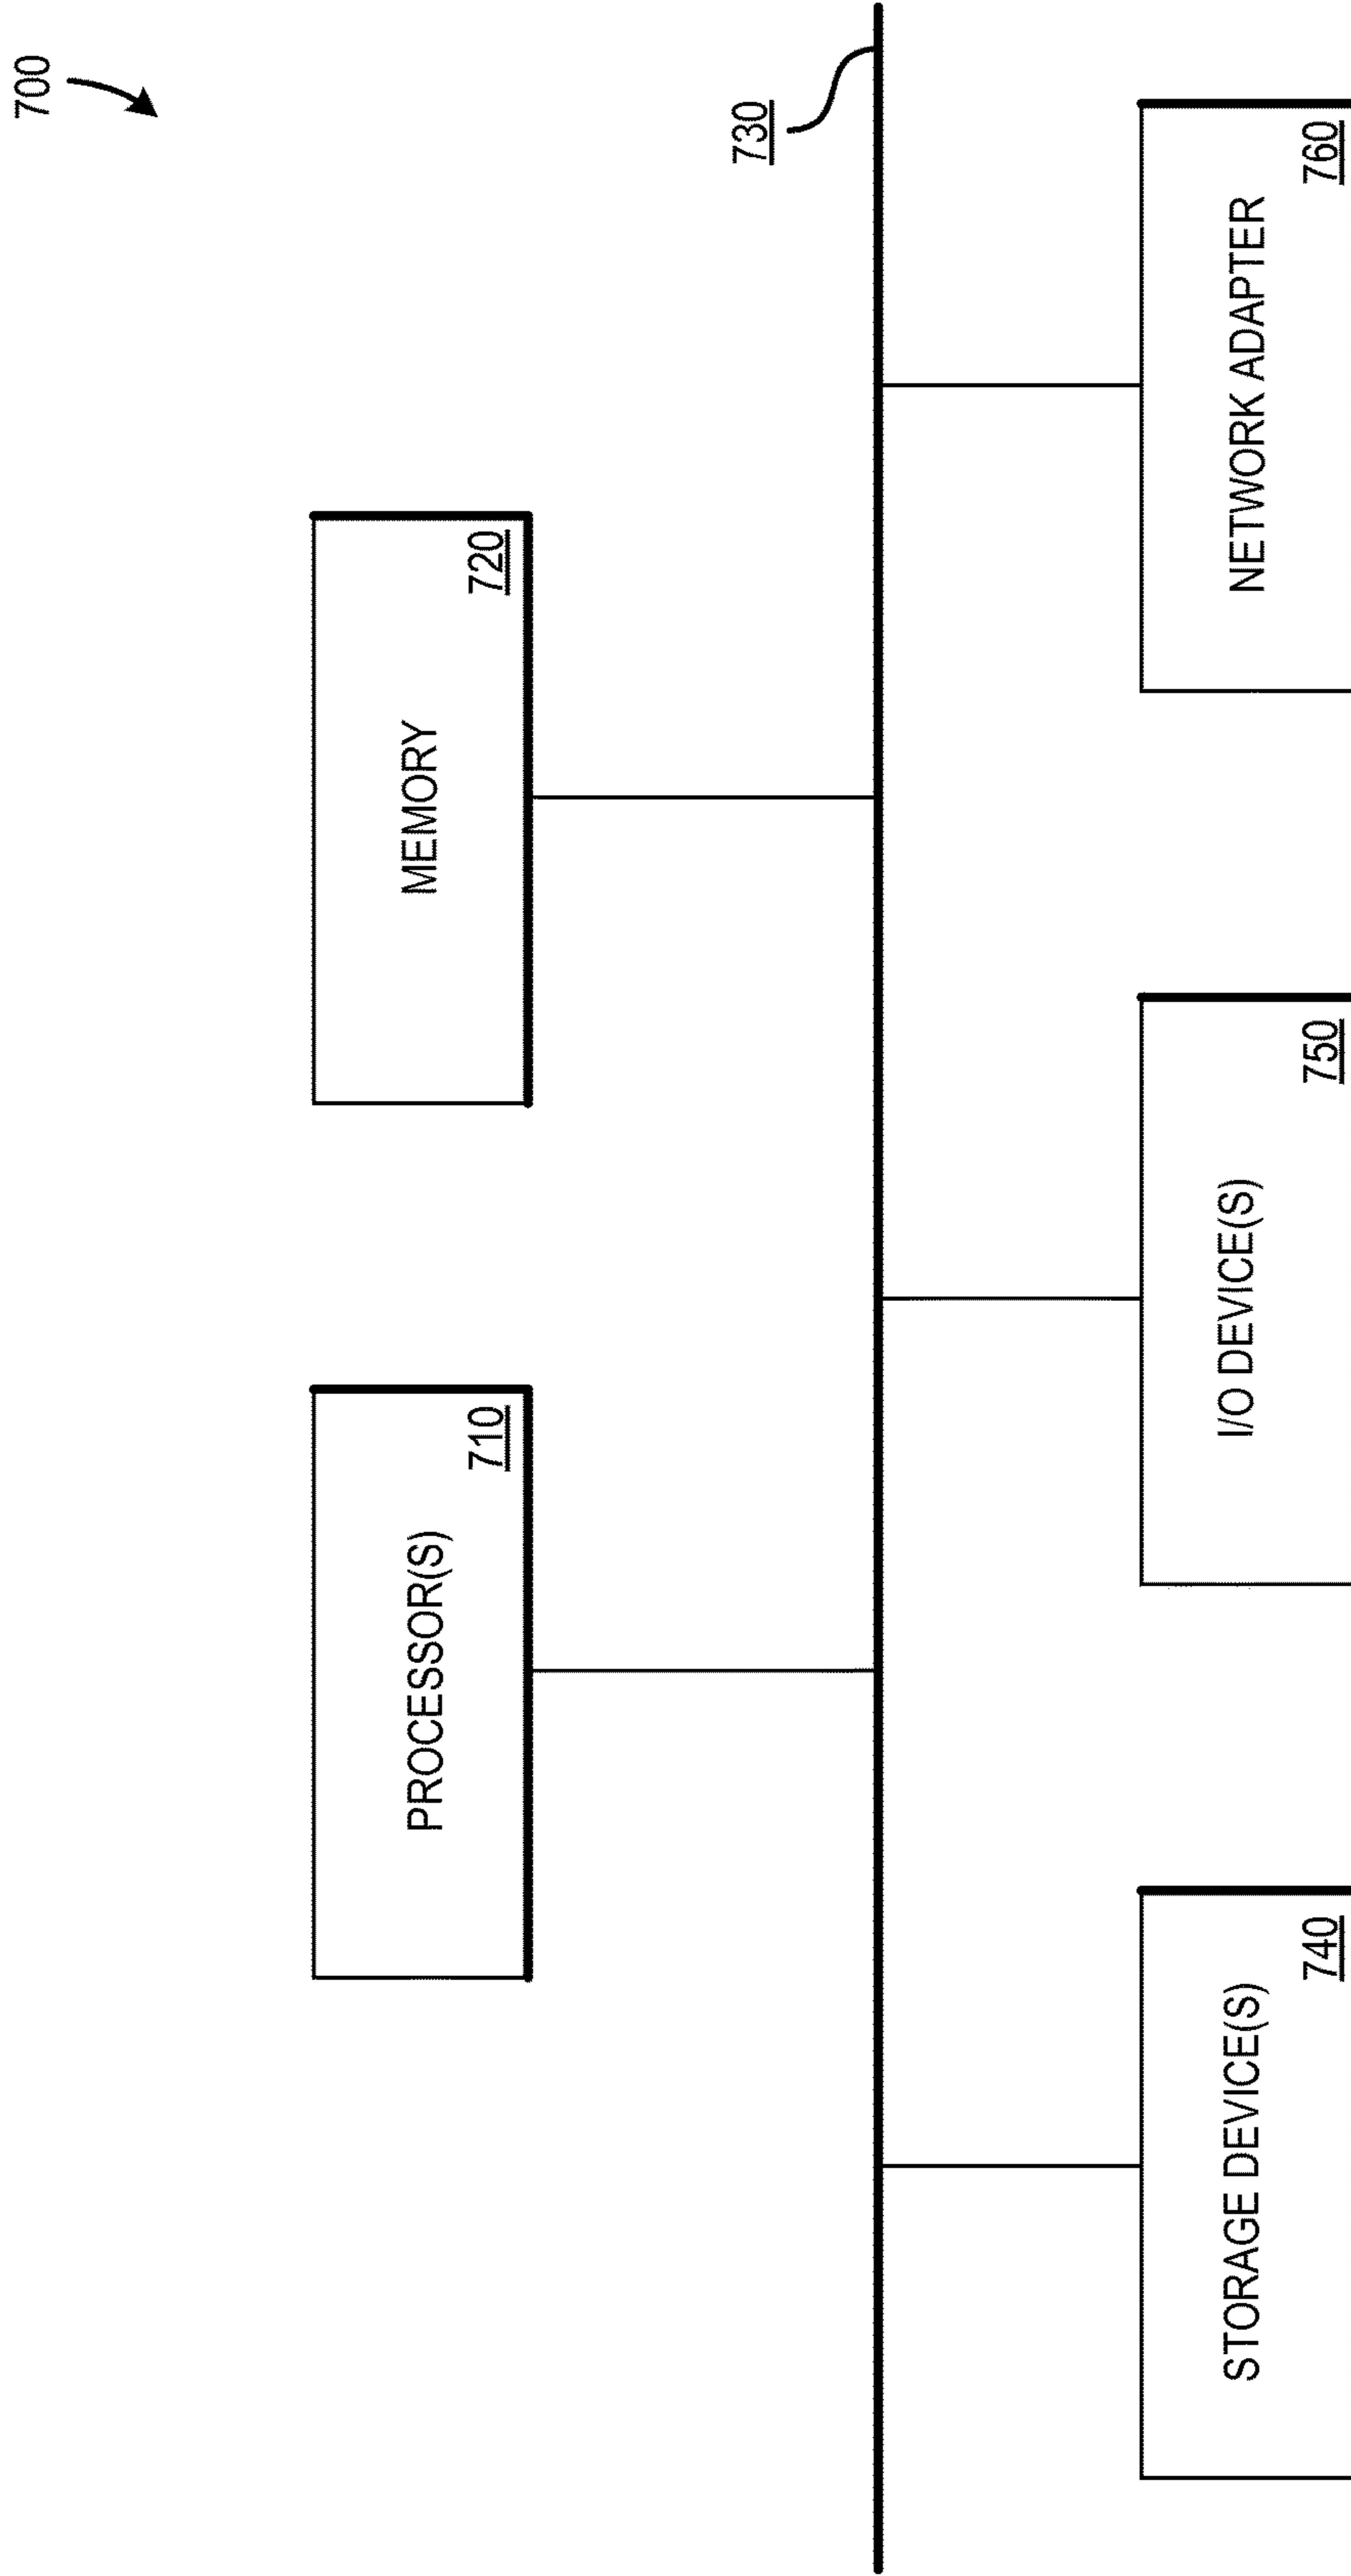 700
PROCESSOR(S)
710
MEMORY
720
730
STORAGE DEVICE(S)
740
I/O DEVICE(S)
750
NETWORK ADAPTER
760